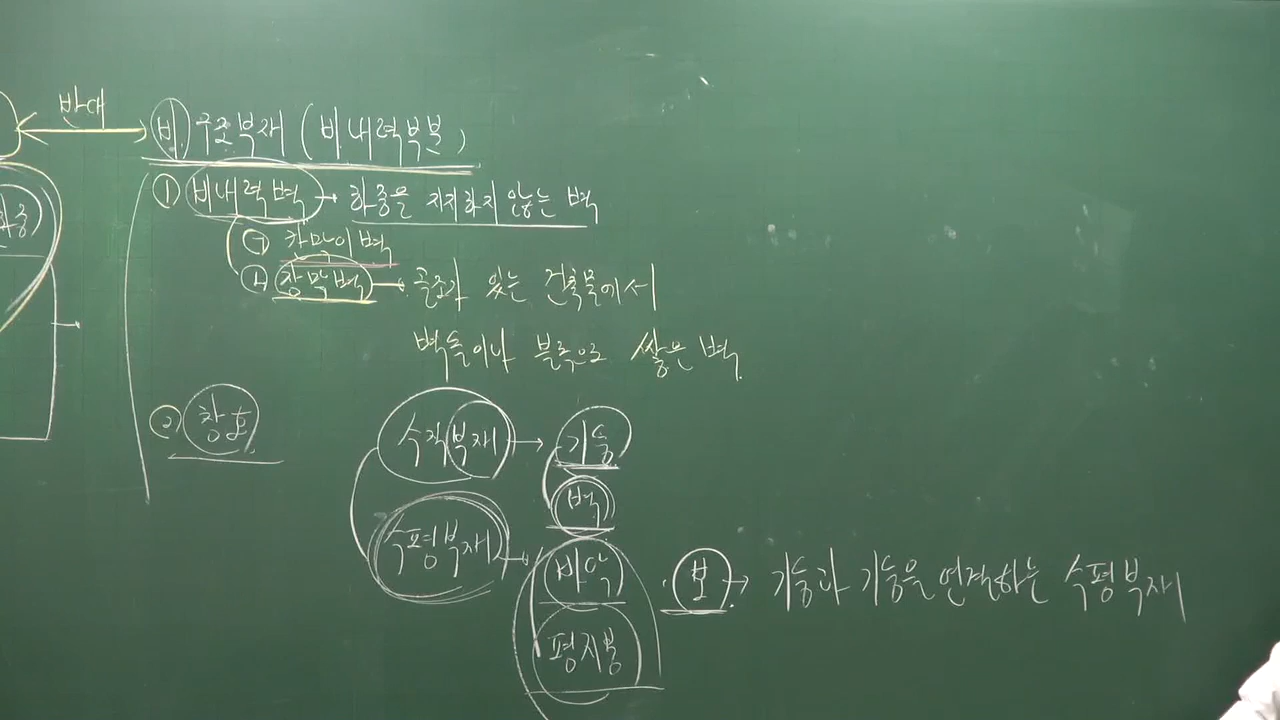 반대
비 구조부재 (비.내력부분)
① 비내력벽 → 하중을 지지하지 않는 벽
㉠ 칸막이벽
㉡ 장막벽 → 골조가 있는 건축물에서
벽돌이나 블록으로 쌓은 벽.
② 창호
수직부재 → 기둥
벽
수평부재 → 바닥
평지붕
· 보 → 기둥과 기둥을 연결하는 수평부재